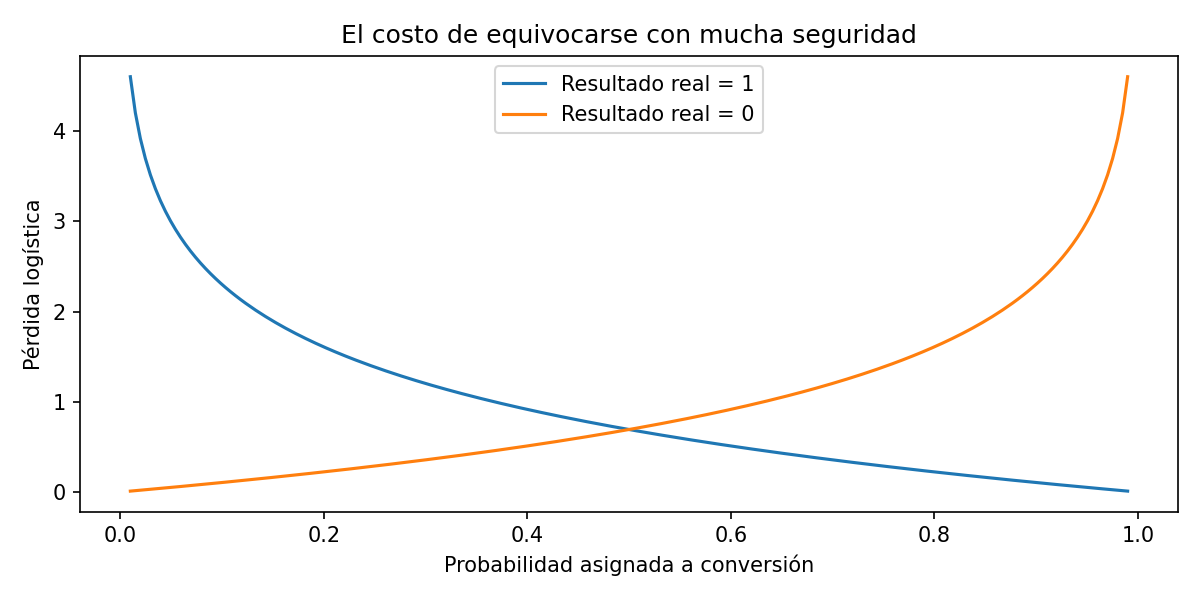 El costo de equivocarse con mucha seguridad
Resultado real = 1
Resultado real = 0
Pérdida logística
4
3
2
1
0
0.0 0.2 0.4 0.6 0.8 1.0
Probabilidad asignada a conversión